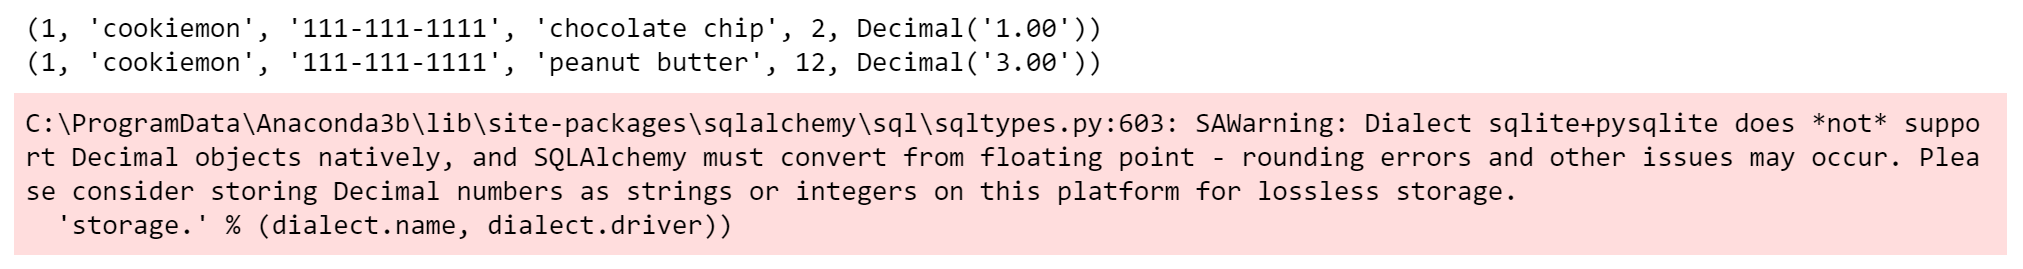 (1, 'cookiemon', '111-111-1111', 'chocolate chip', 2, Decimal('1.00'))
(1, 'cookiemon', '111-111-1111', 'peanut butter', 12, Decimal('3.00'))
C:\ProgramData\Anaconda3b\lib\site-packages\sqlalchemy\sql\sqltypes.py:603: SAWarning: Dialect sqlite+pysqlite does *not* suppo
rt Decimal objects natively, and SQLAlchemy must convert from floating point - rounding errors and other issues may occur. Plea
se consider storing Decimal numbers as strings or integers on this platform for lossless storage.
  'storage.' % (dialect.name, dialect.driver))